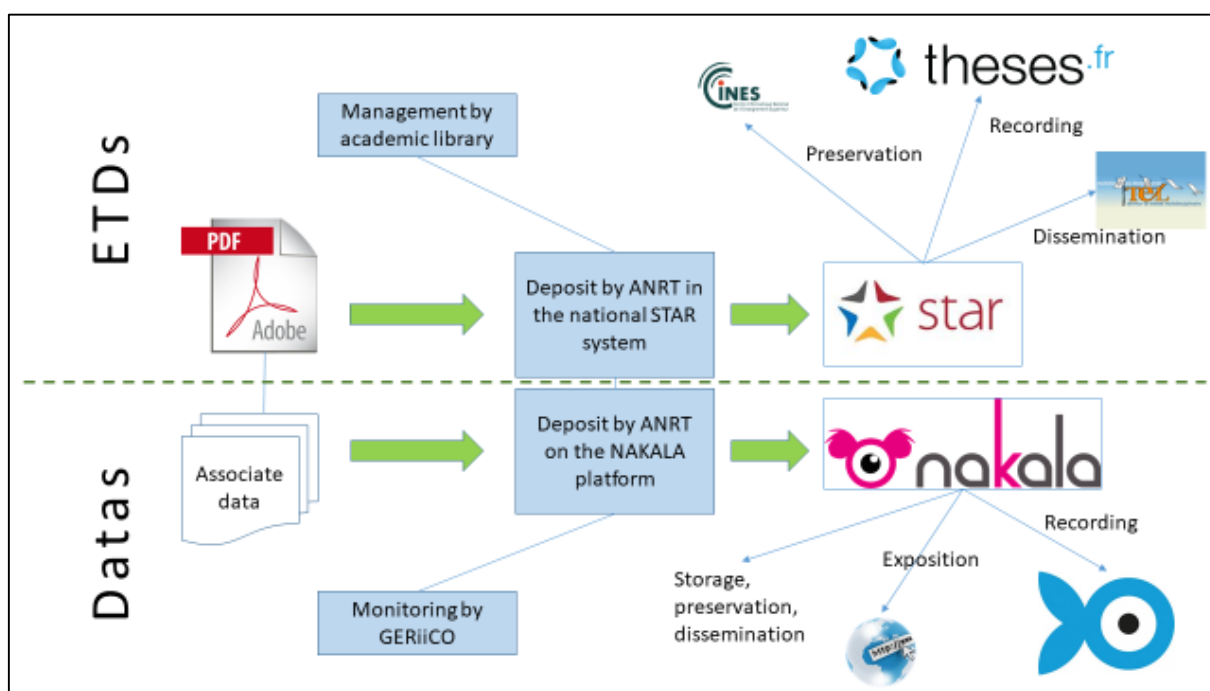 ETDs
Management by
academic library
PDF
Adobe
Deposit by ANRT in
the national STAR
system
CINES
Preservation
theses.fr
Recording
TEL
Dissemination
star
Datas
Associate
data
Deposit by ANRT
on the NAKALA
platform
Monitoring by
GERiiCO
nakala
Storage,
preservation,
dissemination
Exposition
Recording